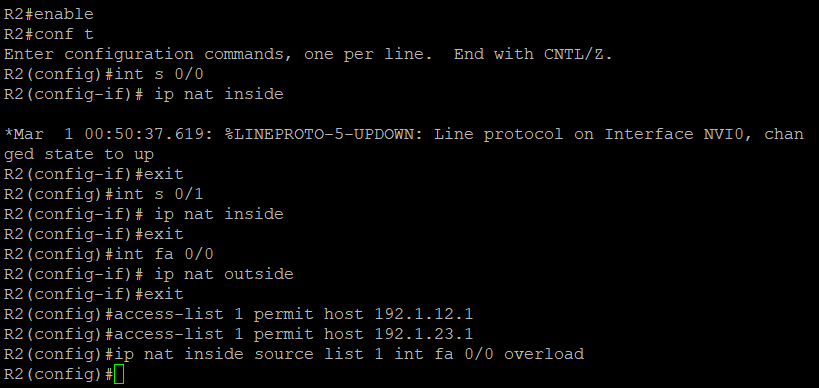 R2#enable
R2#conf t
Enter configuration commands, one per line.  End with CNTL/Z.
R2(config)#int s 0/0
R2(config-if)# ip nat inside
*Mar  1 00:50:37.619: %LINEPROTO-5-UPDOWN: Line protocol on Interface NVI0, chan
ged state to up
R2(config-if)#exit
R2(config)#int s 0/1
R2(config-if)# ip nat inside
R2(config-if)#exit
R2(config)#int fa 0/0
R2(config-if)# ip nat outside
R2(config-if)#exit
R2(config)#access-list 1 permit host 192.1.12.1
R2(config)#access-list 1 permit host 192.1.23.1
R2(config)#ip nat inside source list 1 int fa 0/0 overload
R2(config)#